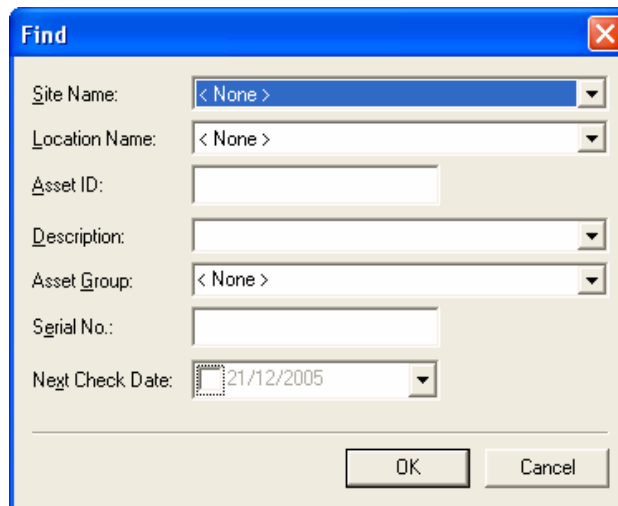 Find
Site Name: < None >
Location Name: < None >
Asset ID:
Description:
Asset Group: < None >
Serial No.:
Next Check Date: 21/12/2005
OK Cancel